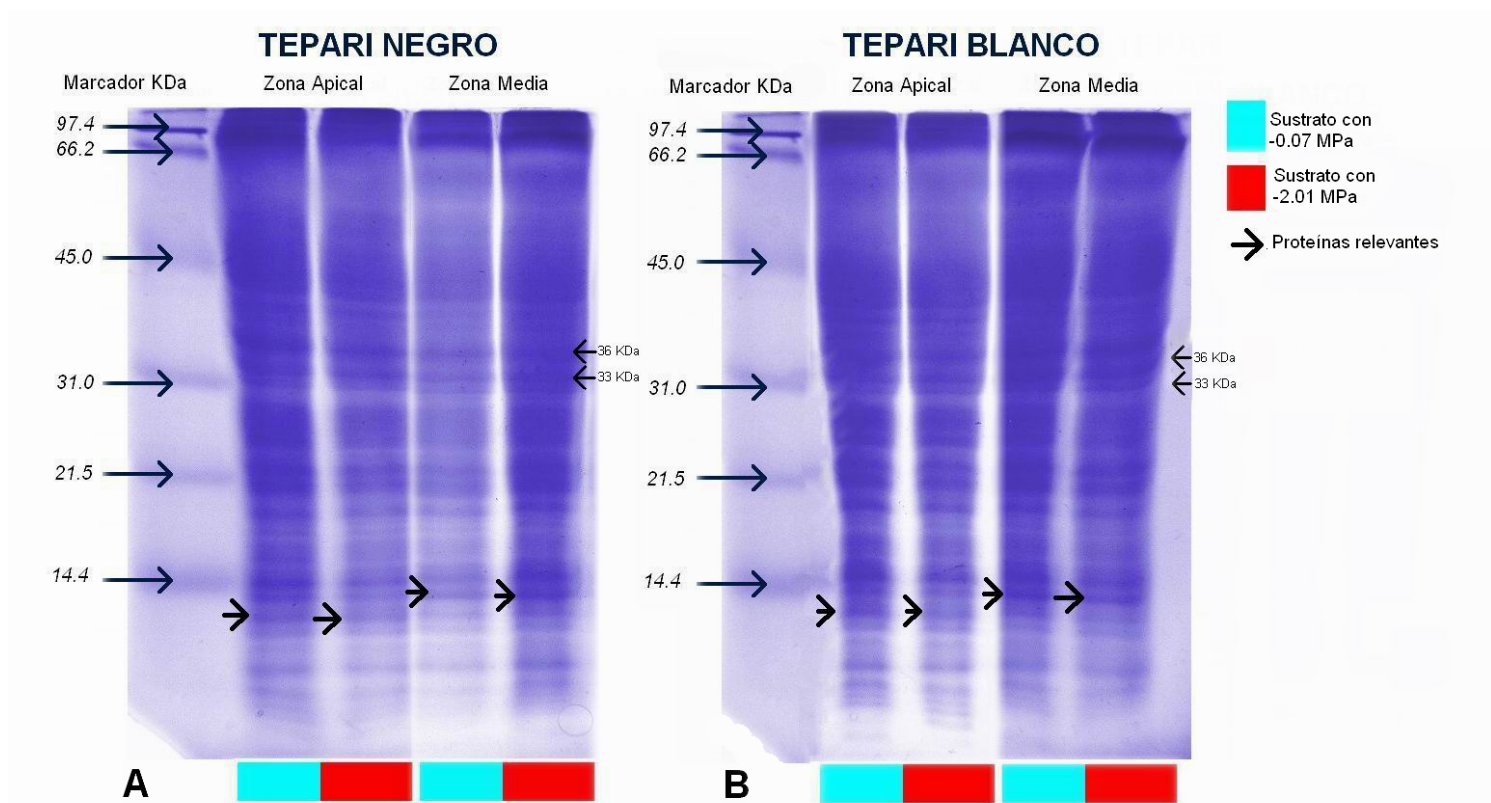 TEPARI NEGRO
Marcador KDa
Zona Apical
Zona Media
97.4
66.2
45.0
31.0
21.5
14.4
36 KDa
33 KDa
A
TEPARI BLANCO
Marcador KDa
Zona Apical
Zona Media
97.4
66.2
45.0
31.0
21.5
14.4
36 KDa
33 KDa
B
Sustrato con
-0.07 MPa
Sustrato con
-2.01 MPa
Proteínas relevantes